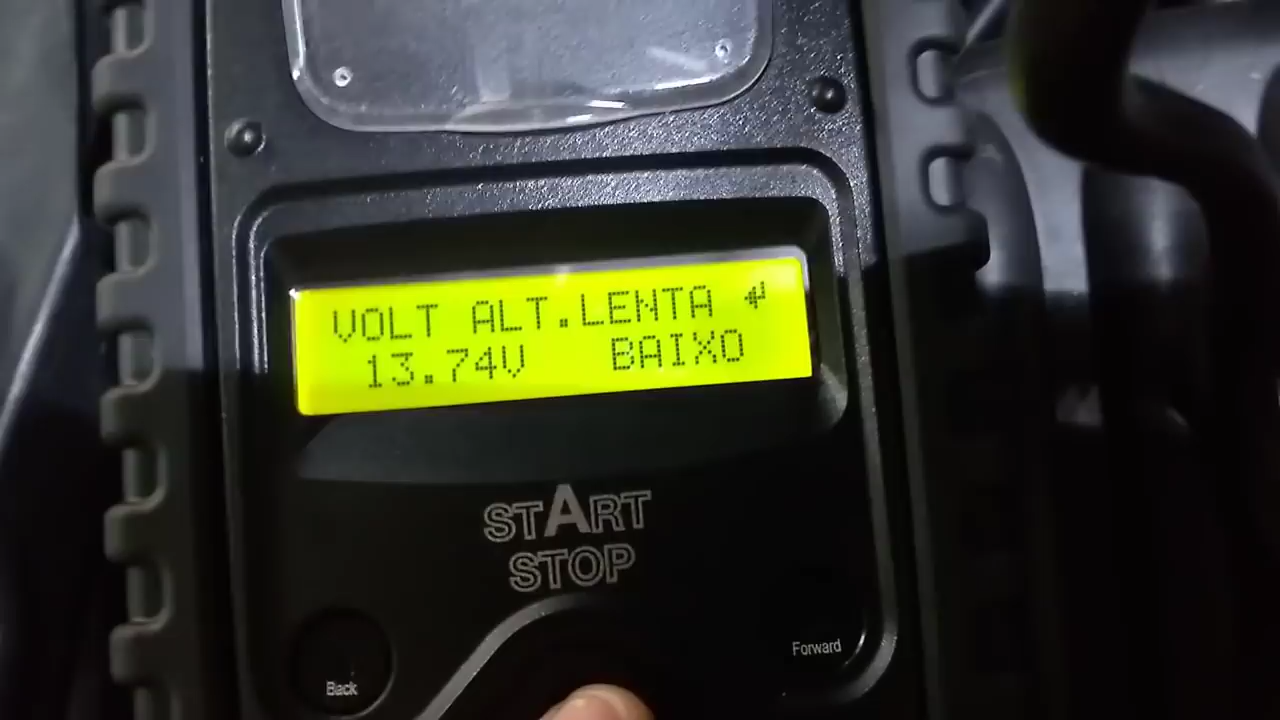 VOLT ALT.LENTA ↲
13.74V BAIXO
START
STOP
Forward
Back